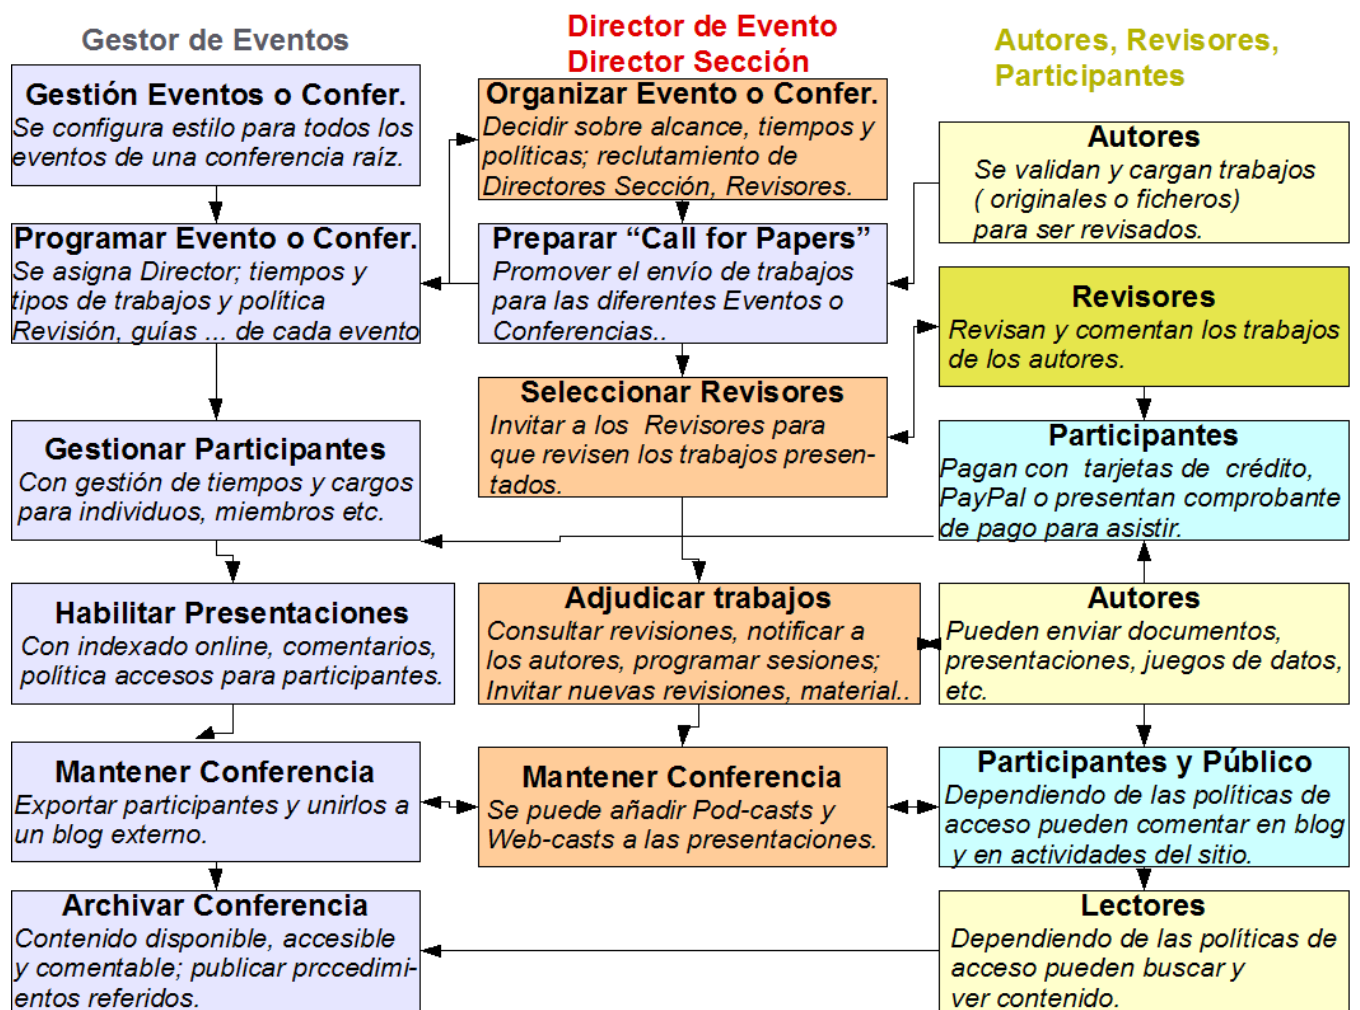 Gestor de Eventos
Gestión Eventos o Confer.
Se configura estilo para todos los
eventos de una conferencia raíz.
Programar Evento o Confer.
Se asigna Director; tiempos y
tipos de trabajos y política
Revisión, guías ... de cada evento
Gestionar Participantes
Con gestión de tiempos y cargos
para individuos, miembros etc.
Habilitar Presentaciones
Con indexado online, comentarios,
política accesos para participantes.
Mantener Conferencia
Exportar participantes y unirlos a
un blog externo.
Archivar Conferencia
Contenido disponible, accesible
y comentable; publicar prccedimi-
entos referidos.
Director de Evento
Director Sección
Organizar Evento o Confer.
Decidir sobre alcance, tiempos y
políticas; reclutamiento de
Directores Sección, Revisores.
Preparar “Call for Papers”
Promover el envío de trabajos
para las diferentes Eventos o
Conferencias..
Seleccionar Revisores
Invitar a los Revisores para
que revisen los trabajos presen-
tados.
Adjudicar trabajos
Consultar revisiones, notificar a
los autores, programar sesiones;
Invitar nuevas revisiones, material..
Mantener Conferencia
Se puede añadir Pod-casts y
Web-casts a las presentaciones.
Autores, Revisores,
Participantes
Autores
Se validan y cargan trabajos
( originales o ficheros)
para ser revisados.
Revisores
Revisan y comentan los trabajos
de los autores.
Participantes
Pagan con tarjetas de crédito,
PayPal o presentan comprobante
de pago para asistir.
Autores
Pueden enviar documentos,
presentaciones, juegos de datos,
etc.
Participantes y Público
Dependiendo de las políticas de
acceso pueden comentar en blog
y en actividades del sitio.
Lectores
Dependiendo de las políticas de
acceso pueden buscar y
ver contenido.